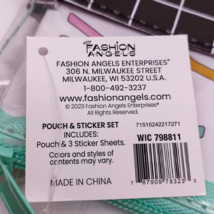 FASHION
ANGELS
FASHION ANGELS ENTERPRISES®
306 N. MILWAUKEE STREET
MILWAUKEE, WI 53202 U.S.A.
1-800-492-3237
www.fashionangels.com
© 2023 Fashion Angels Enterprises®
All Rights Reserved.
POUCH & STICKER SET
INCLUDES:
Pouch & 3 Sticker Sheets.
Colors and styles of
contents may vary.
MADE IN CHINA
71510242217271
WIC 798811